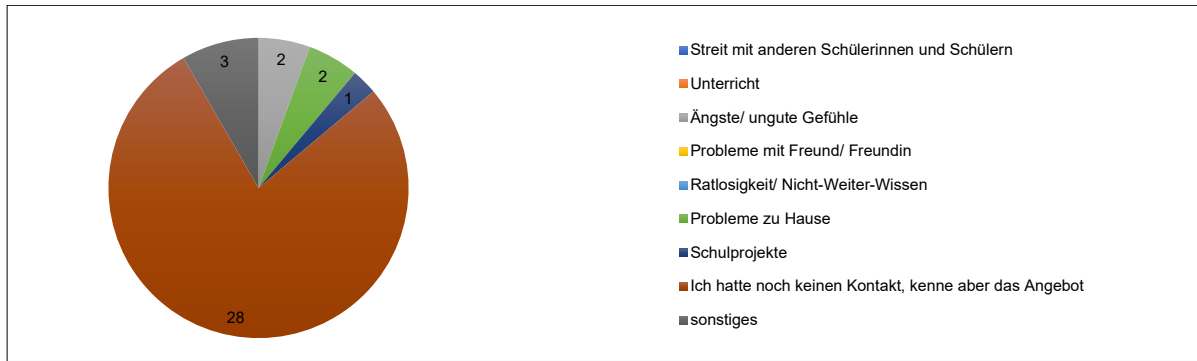 3
2
2
1
28
Streit mit anderen Schülerinnen und Schülern
Unterricht
Ängste/ ungute Gefühle
Probleme mit Freund/ Freundin
Ratlosigkeit/ Nicht-Weiter-Wissen
Probleme zu Hause
Schulprojekte
Ich hatte noch keinen Kontakt, kenne aber das Angebot
sonstiges